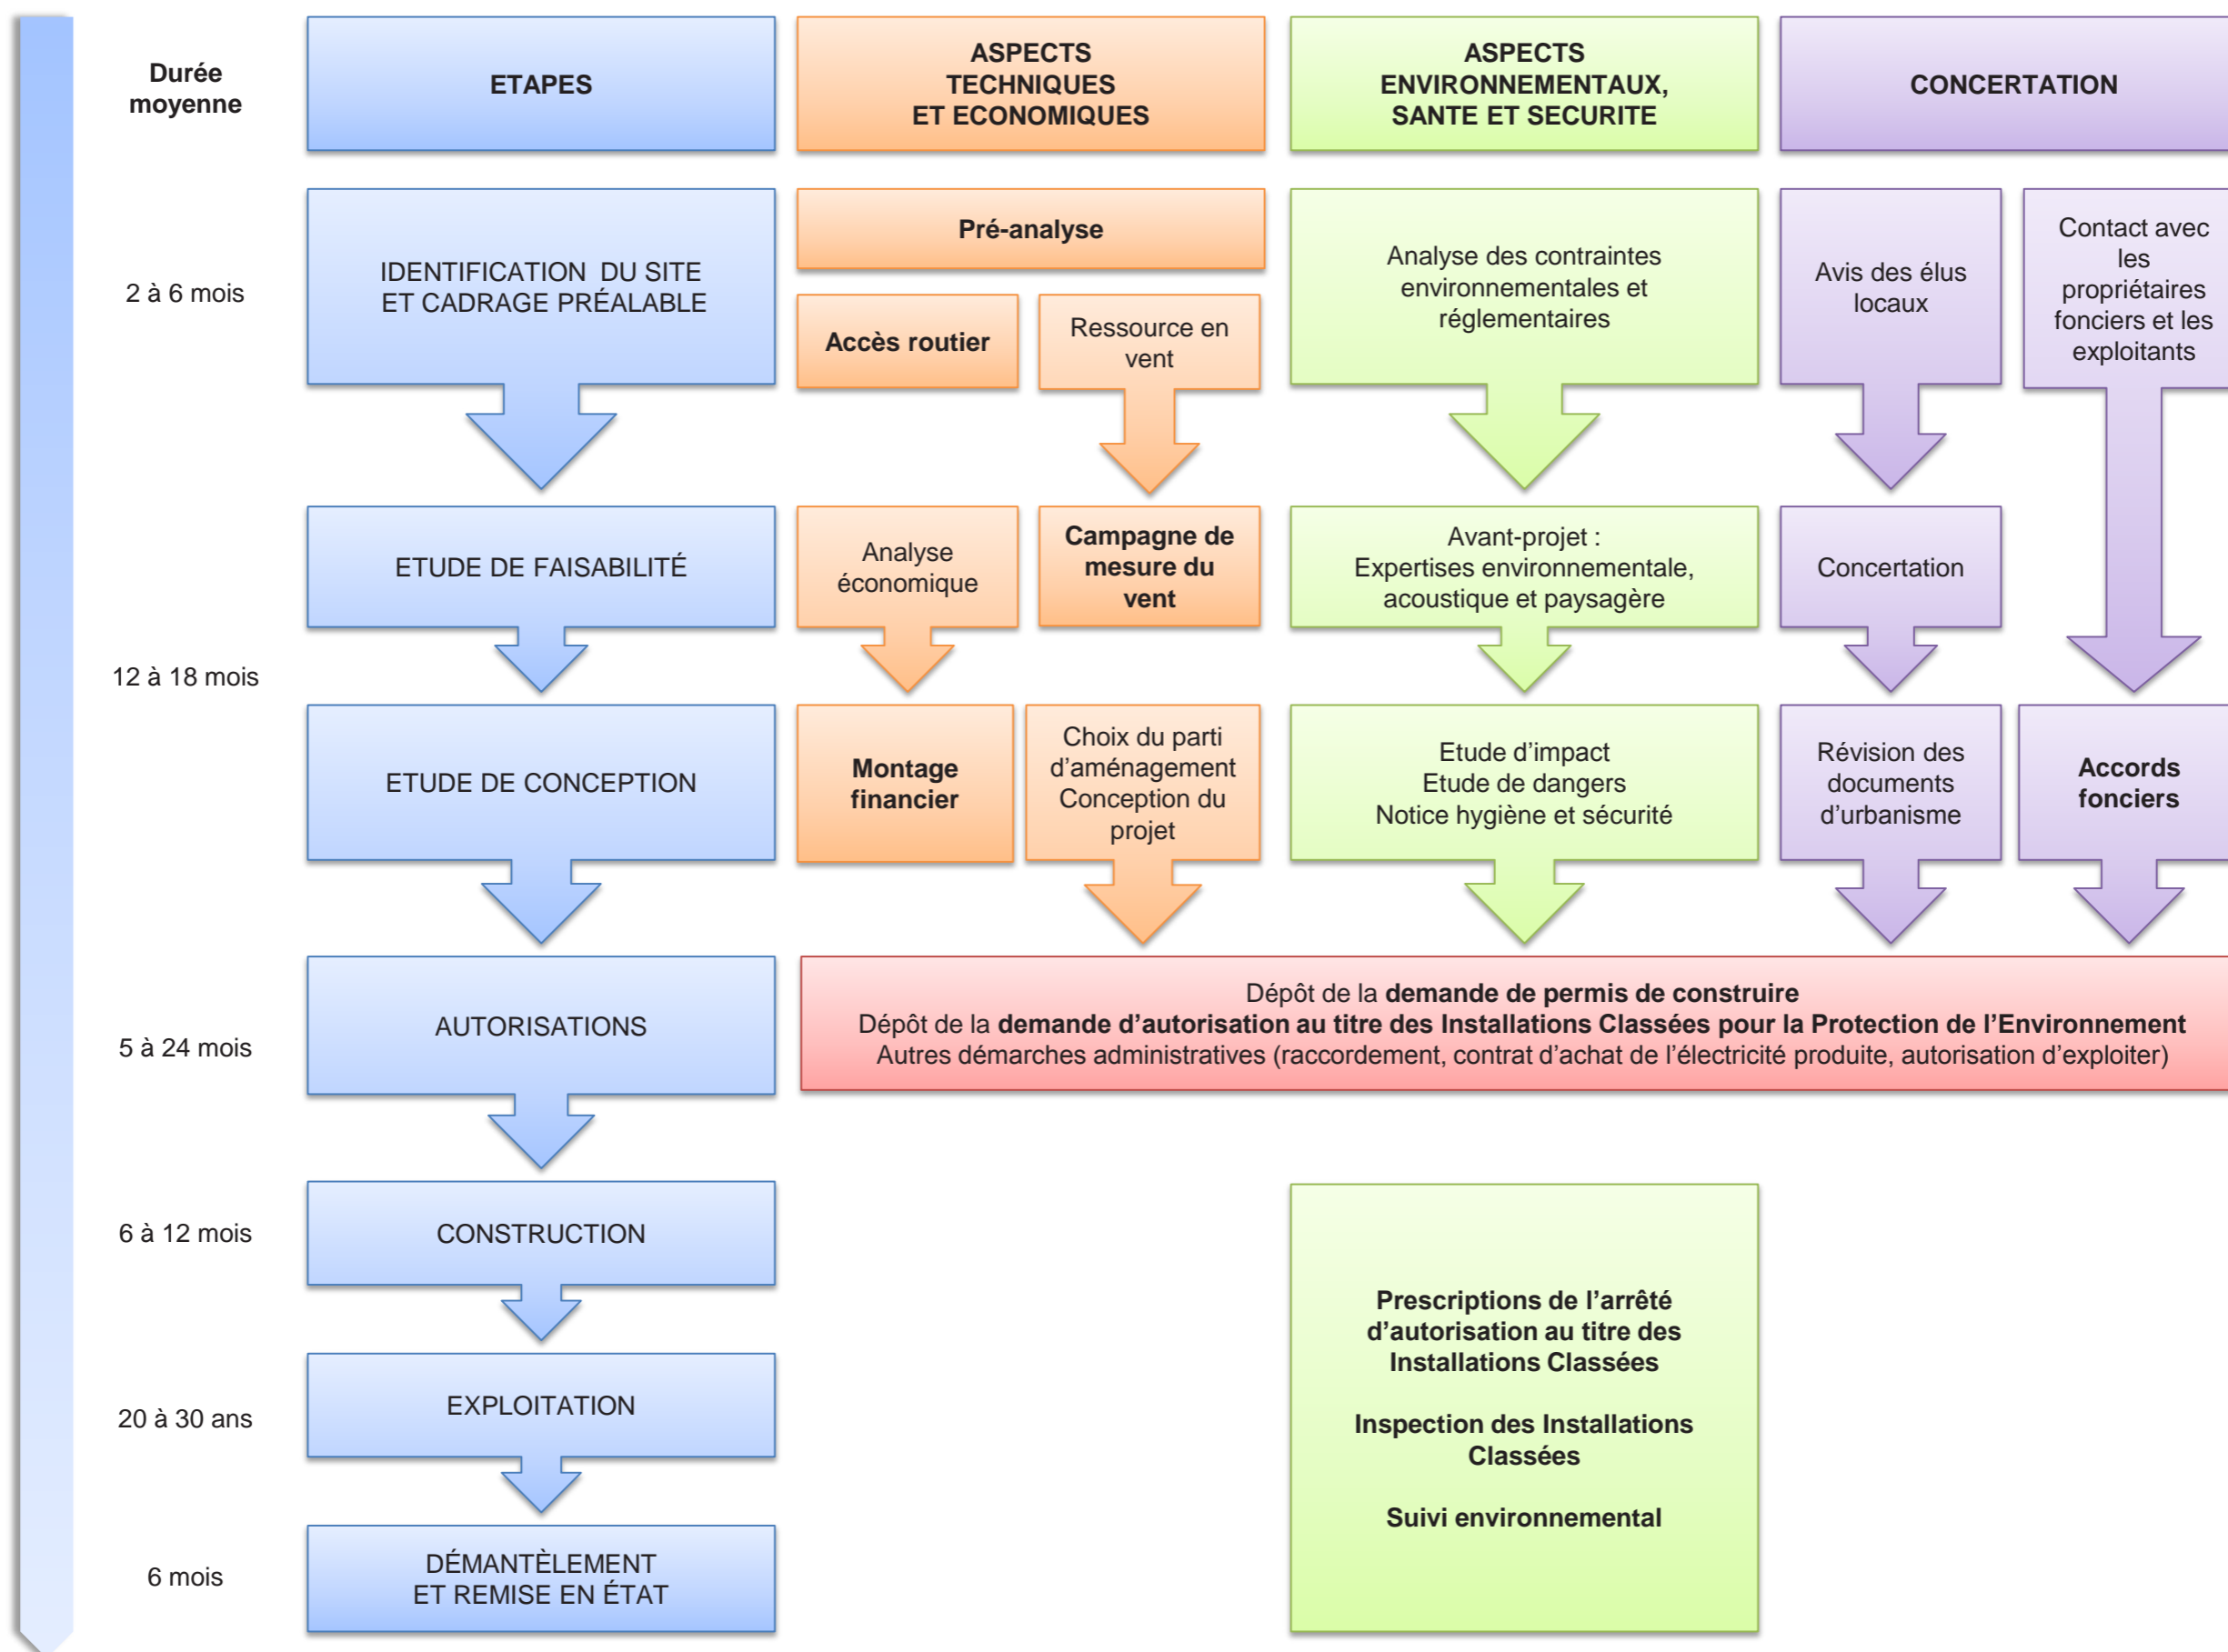 Durée
moyenne
ETAPES
ASPECTS
TECHNIQUES
ET ECONOMIQUES
ASPECTS
ENVIRONNEMENTAUX,
SANTE ET SECURITE
CONCERTATION
2 à 6 mois
IDENTIFICATION DU SITE
ET CADRAGE PRÉALABLE
Pré-analyse
Accès routier
Ressource en
vent
Analyse des contraintes
environnementales et
réglementaires
Avis des élus
locaux
Contact avec
les
propriétaires
fonciers et les
exploitants
12 à 18 mois
ETUDE DE FAISABILITÉ
Analyse
économique
Campagne de
mesure du
vent
Avant-projet :
Expertises environnementale,
acoustique et paysagère
Concertation
ETUDE DE CONCEPTION
Montage
financier
Choix du parti
d’aménagement
Conception du
projet
Etude d’impact
Etude de dangers
Notice hygiène et sécurité
Révision des
documents
d’urbanisme
Accords
fonciers
5 à 24 mois
AUTORISATIONS
Dépôt de la demande de permis de construire
Dépôt de la demande d’autorisation au titre des Installations Classées pour la Protection de l’Environnement
Autres démarches administratives (raccordement, contrat d’achat de l’électricité produite, autorisation d’exploiter)
6 à 12 mois
CONSTRUCTION
20 à 30 ans
EXPLOITATION
6 mois
DÉMANTÈLEMENT
ET REMISE EN ÉTAT
Prescriptions de l’arrêté
d’autorisation au titre des
Installations Classées
Inspection des Installations
Classées
Suivi environnemental